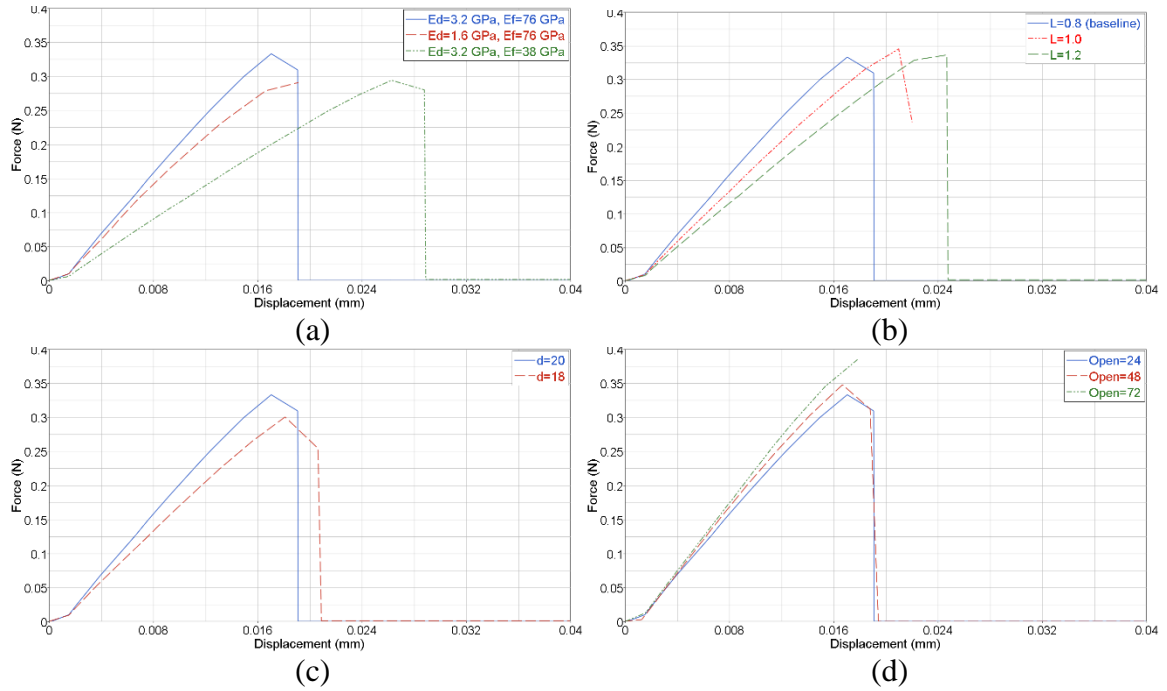 0.4
0.35
0.3
0.25
0.2
0.15
0.1
0.05
0
Force (N)
Ed=3.2 GPa, Ef=76 GPa
Ed=1.6 GPa, Ef=76 GPa
Ed=3.2 GPa, Ef=38 GPa
0 0.008 0.016 0.024 0.032 0.04
Displacement (mm)
(a)
0.4
0.35
0.3
0.25
0.2
0.15
0.1
0.05
0
Force (N)
L=0.8 (baseline)
L=1.0
L=1.2
0 0.008 0.016 0.024 0.032 0.04
Displacement (mm)
(b)
0.4
0.35
0.3
0.25
0.2
0.15
0.1
0.05
0
Force (N)
d=20
d=18
0 0.008 0.016 0.024 0.032 0.04
Displacement (mm)
(c)
0.4
0.35
0.3
0.25
0.2
0.15
0.1
0.05
0
Force (N)
Open=24
Open=48
Open=72
0 0.008 0.016 0.024 0.032 0.04
Displacement (mm)
(d)